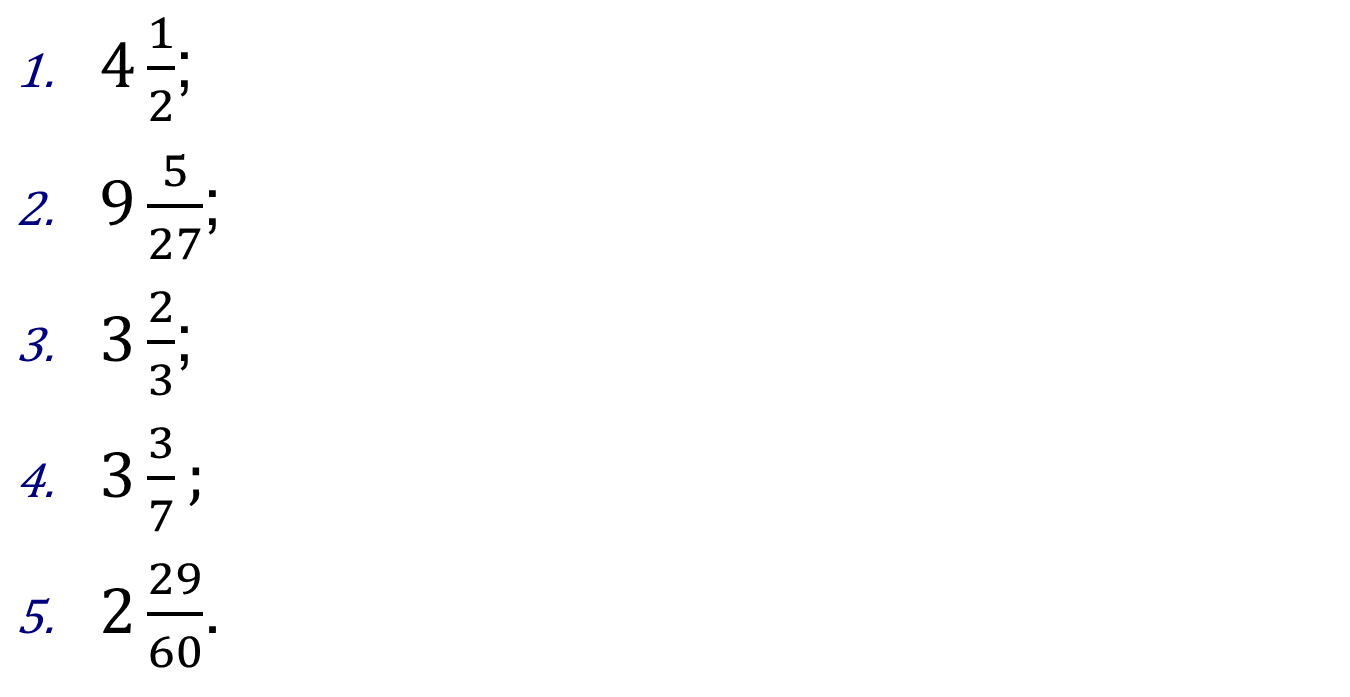 1. 4 1/2;
2. 9 5/27;
3. 3 2/3;
4. 3 3/7 ;
5. 2 29/60.